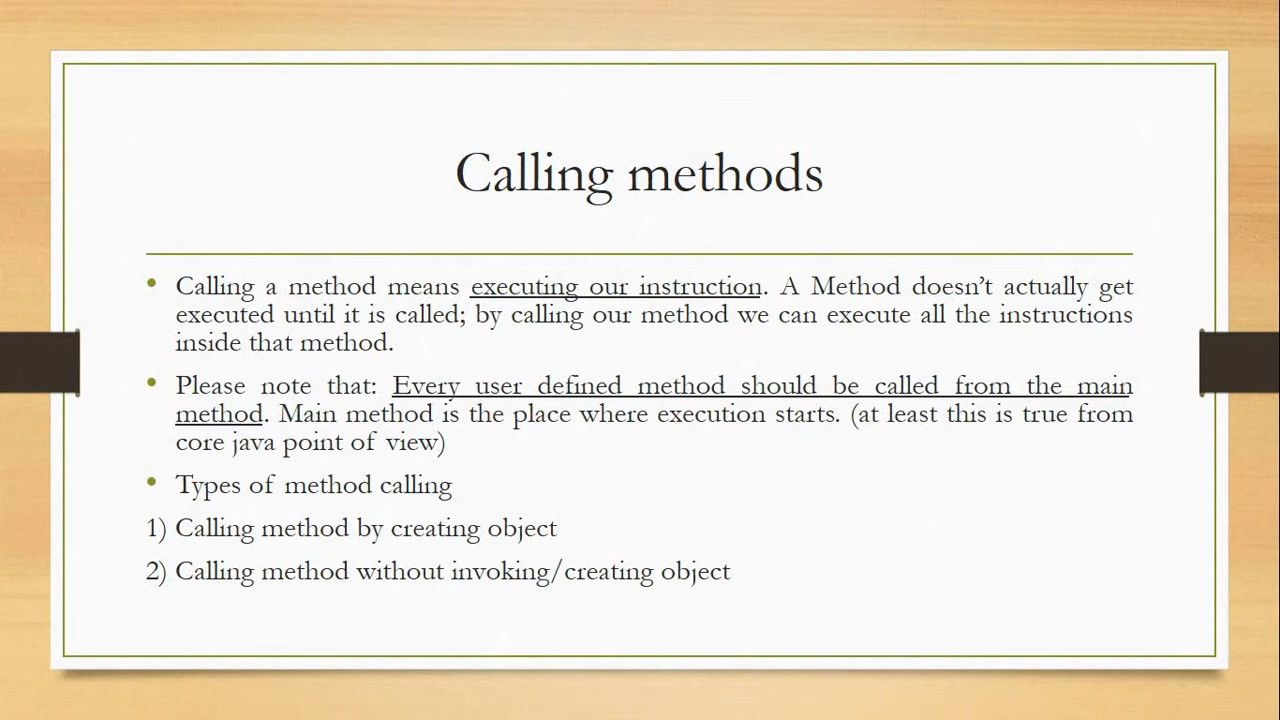 Calling methods
• Calling a method means executing our instruction. A Method doesn’t actually get
executed until it is called; by calling our method we can execute all the instructions
inside that method.
• Please note that: Every user defined method should be called from the main
method. Main method is the place where execution starts. (at least this is true from
core java point of view)
• Types of method calling
1) Calling method by creating object
2) Calling method without invoking/creating object